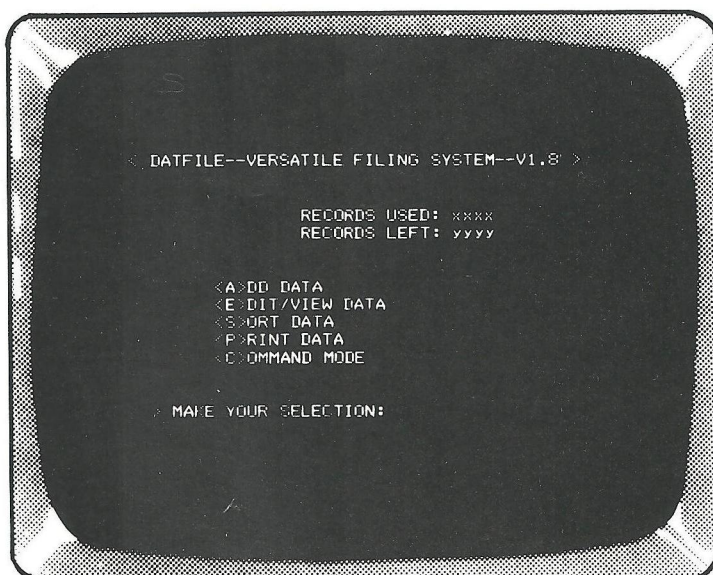 < DATFILE--VERSATILE FILING SYSTEM--V1.8 >
RECORDS USED: xxxx
RECORDS LEFT: yyyy
<A>DD DATA
<E>DIT/VIEW DATA
<S>ORT DATA
<P>RINT DATA
<C>OMMAND MODE
> MAKE YOUR SELECTION: